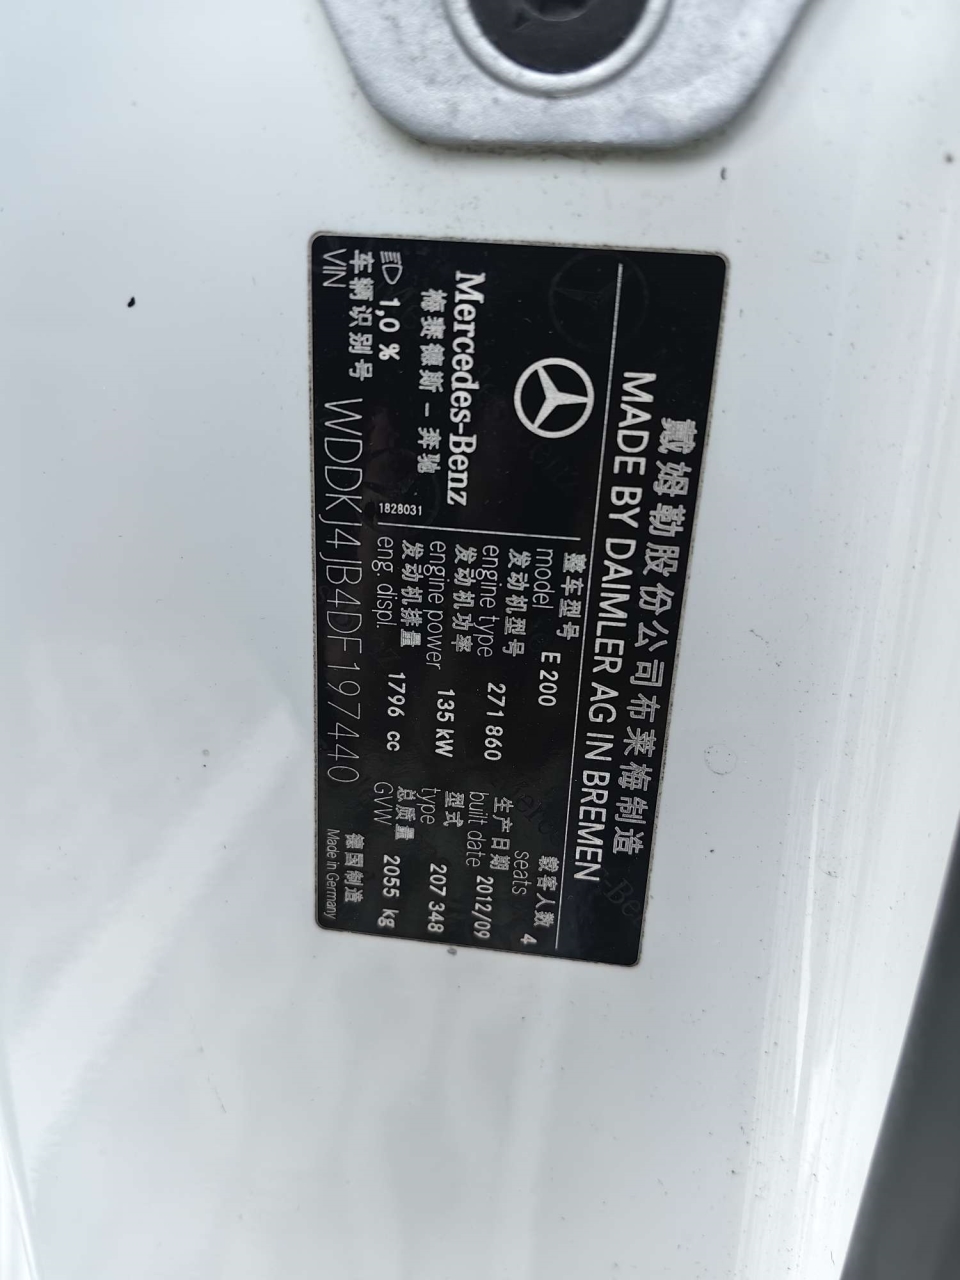 戴姆勒股份公司布莱梅制造
MADE BY DAIMLER AG IN BREMEN
Mercedes-Benz
梅赛德斯－奔驰
1,0 %
1828031
整车型号
model E 200
载客人数
seats 4
发动机型号
engine type 271 860
生产日期
built date 2012/09
发动机功率
engine power 135 kW
型式
type 207 348
发动机排量
eng. displ. 1796 cc
总质量
GVW 2055 kg
车辆识别号
VIN WDDKJ4JB4DF197440
德国制造
Made in Germany